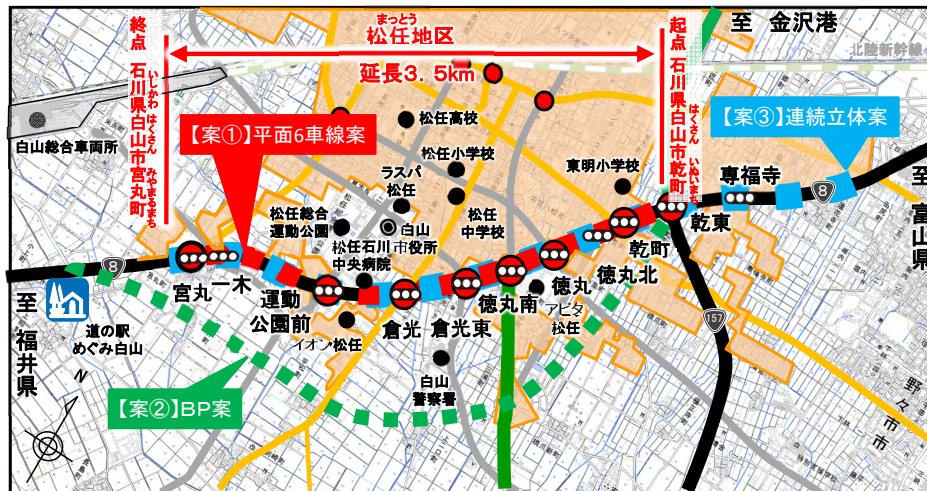 終点 石川県白山市宮丸町
いしかわ はくさん みやまるまち
まっとう
松任地区
延長3.5km
起点 石川県白山市乾町
はくさん いぬいまち
至 金沢港
北陸新幹線
白山総合車両所
【案①】平面6車線案
【案③】連続立体案
松任高校
松任小学校
ラスパ
松任
東明小学校
専福寺
8
至 富山県
松任総合
運動公園
白山
市役所
松任
中学校
松任石川
中央病院
乾東
乾町
徳丸北
徳丸
徳丸南
アピタ
松任
倉光東
倉光
運動
公園前
一木
宮丸
8
イオン松任
白山
警察署
157
至 福井県
道の駅
めぐみ白山
N
【案②】BP案
野々市市